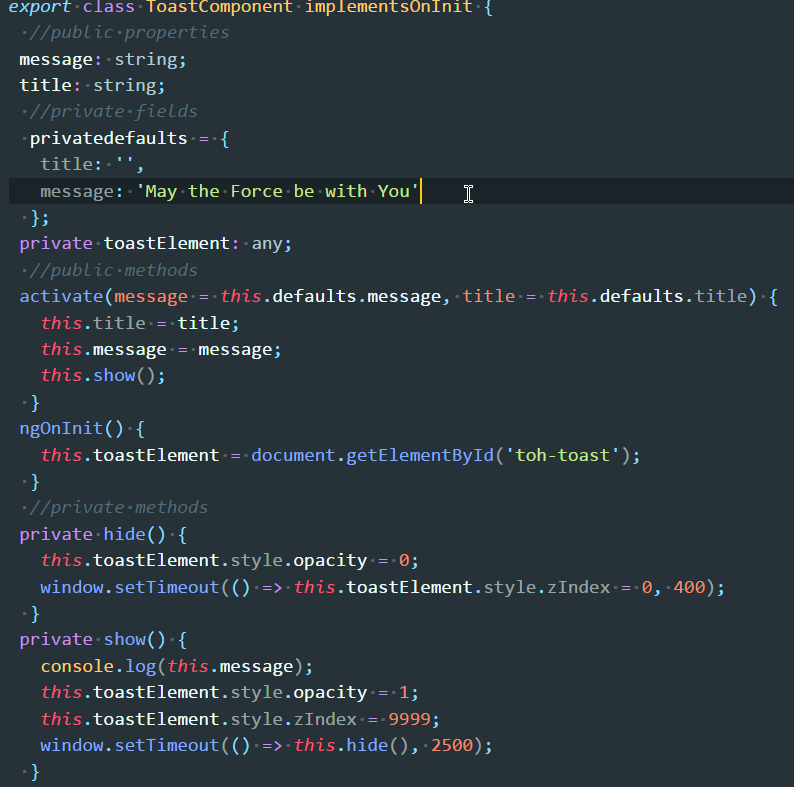 export class ToastComponent implementsOnInit {
//public properties
message: string;
title: string;
//private fields
privatedefaults = {
title: '',
message: 'May the Force be with You'
};
private toastElement: any;
//public methods
activate(message = this.defaults.message, title = this.defaults.title) {
this.title = title;
this.message = message;
this.show();
}
ngOnInit() {
this.toastElement = document.getElementById('toh-toast');
}
//private methods
private hide() {
this.toastElement.style.opacity = 0;
window.setTimeout(() => this.toastElement.style.zIndex = 0, 400);
}
private show() {
console.log(this.message);
this.toastElement.style.opacity = 1;
this.toastElement.style.zIndex = 9999;
window.setTimeout(() => this.hide(), 2500);
}